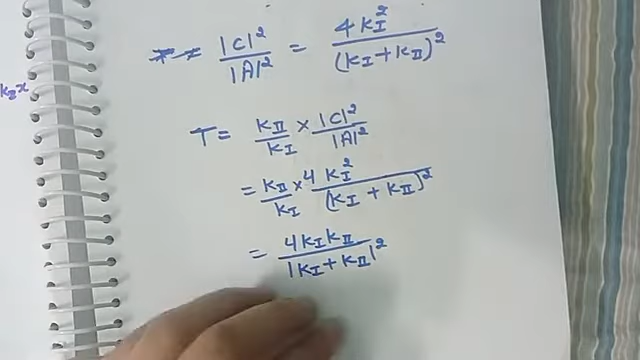 k_II x
|C|²/|A|² = 4K_I²/(K_I+K_II)²
T = K_II/K_I × |C|²/|A|²
= K_II/K_I × 4K_I²/(K_I+K_II)²
= 4K_I K_II/|K_I+K_II|²